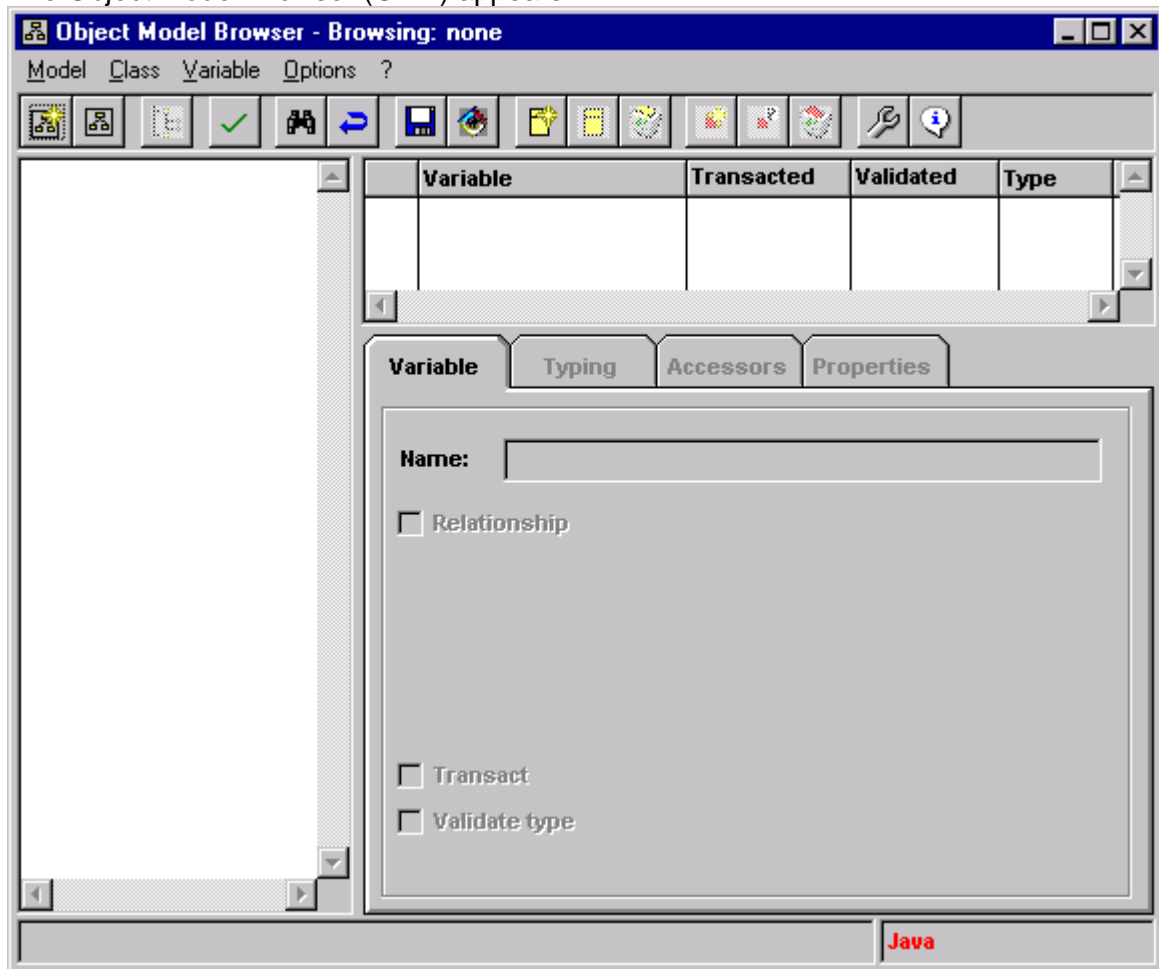 Object Model Browser - Browsing: none
Model Class Variable Options ?
Variable Transacted Validated Type
Variable Typing Accessors Properties
Name:
Relationship
Transact
Validate type
Java